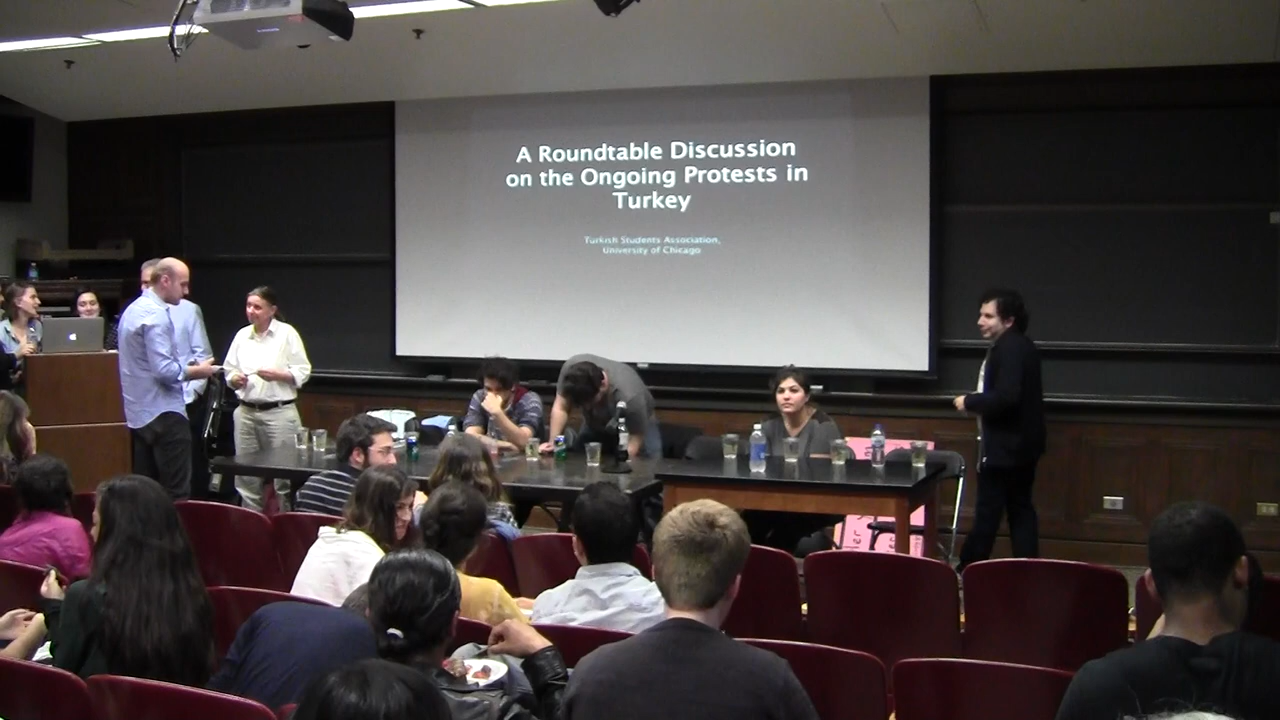 A Roundtable Discussion
on the Ongoing Protests in
Turkey
Turkish Students Association,
University of Chicago